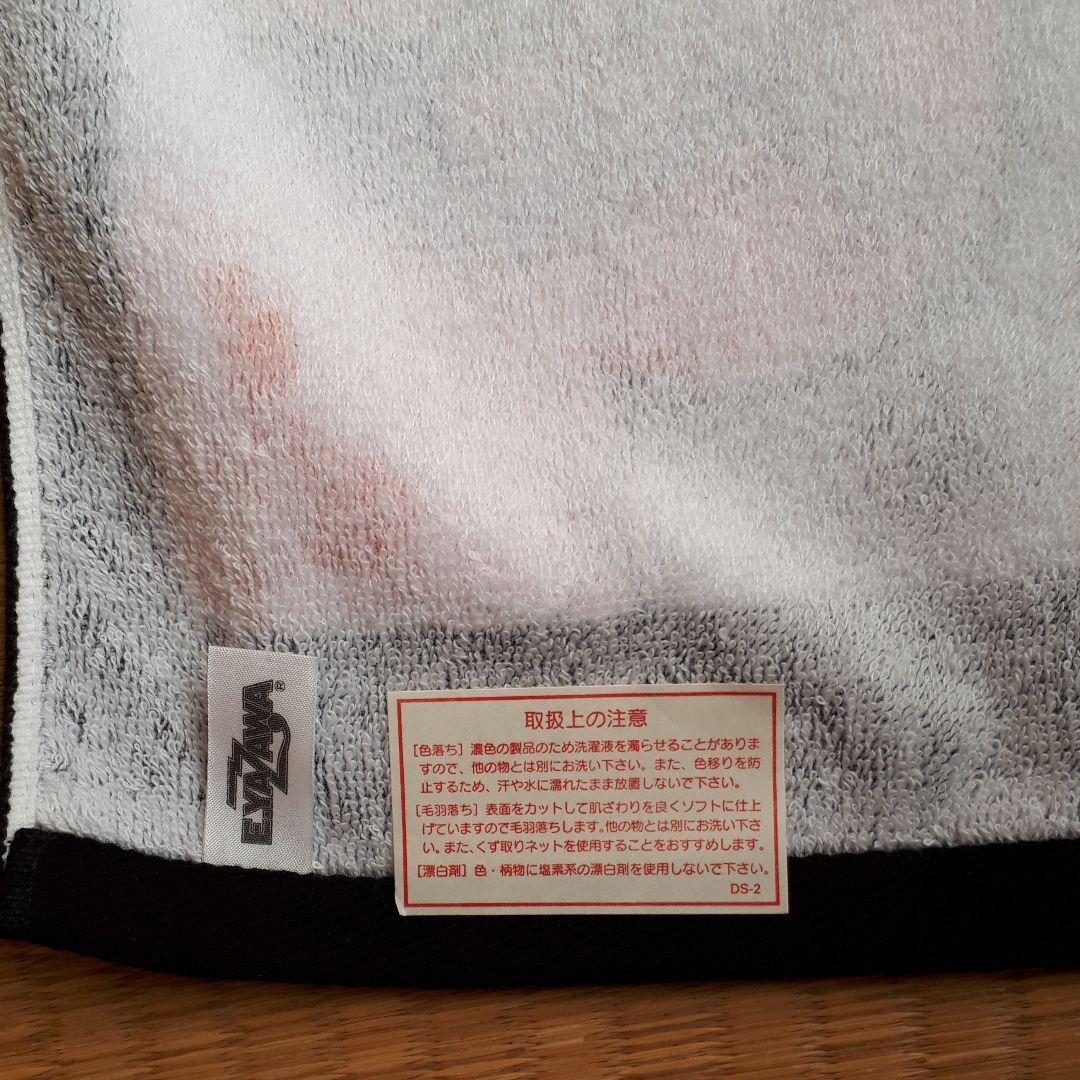 E.YAZAWA®
取扱上の注意
[色落ち] 濃色の製品のため洗濯液を濁らせることがありま
すので、他の物とは別にお洗い下さい。また、色移りを防
止するため、汗や水に濡れたまま放置しないで下さい。
[毛羽落ち] 表面をカットして肌ざわりを良くソフトに仕上
げていますので毛羽落ちします。他の物とは別にお洗い下さ
い。また、くず取りネットを使用することをおすすめします。
[漂白剤] 色・柄物に塩素系の漂白剤を使用しないで下さい。
DS-2